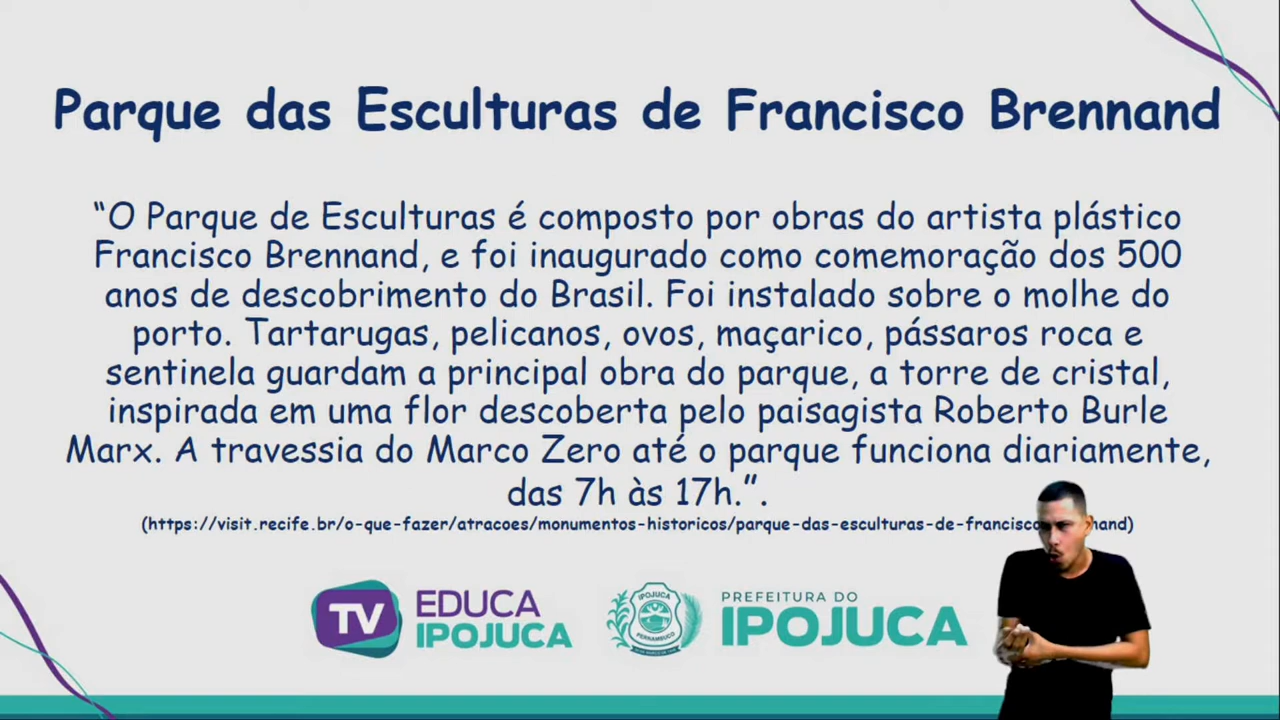 Parque das Esculturas de Francisco Brennand
“O Parque de Esculturas é composto por obras do artista plástico
Francisco Brennand, e foi inaugurado como comemoração dos 500
anos de descobrimento do Brasil. Foi instalado sobre o molhe do
porto. Tartarugas, pelicanos, ovos, maçarico, pássaros roca e
sentinela guardam a principal obra do parque, a torre de cristal,
inspirada em uma flor descoberta pelo paisagista Roberto Burle
Marx. A travessia do Marco Zero até o parque funciona diariamente,
das 7h às 17h.”.
(https://visit.recife.br/o-que-fazer/atracoes/monumentos-historicos/parque-das-esculturas-de-francisco nand)
TV EDUCA
IPOJUCA
IPOJUCA
PERNAMBUCO
PREFEITURA DO
IPOJUCA